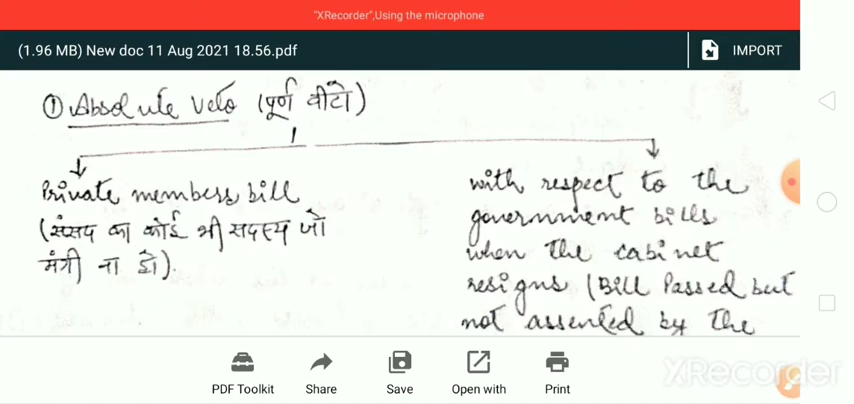 "XRecorder",Using the microphone
(1.96 MB) New doc 11 Aug 2021 18.56.pdf
IMPORT
① Absolute Veto (पूर्ण वीटो)
Private members bill
(संसद का कोई भी सदस्य जो
मंत्री ना हो).
with respect to the
government bills
when the cabinet
resigns (Bill Passed but
not assented by the
PDF Toolkit
Share
Save
Open with
Print
XRecorder